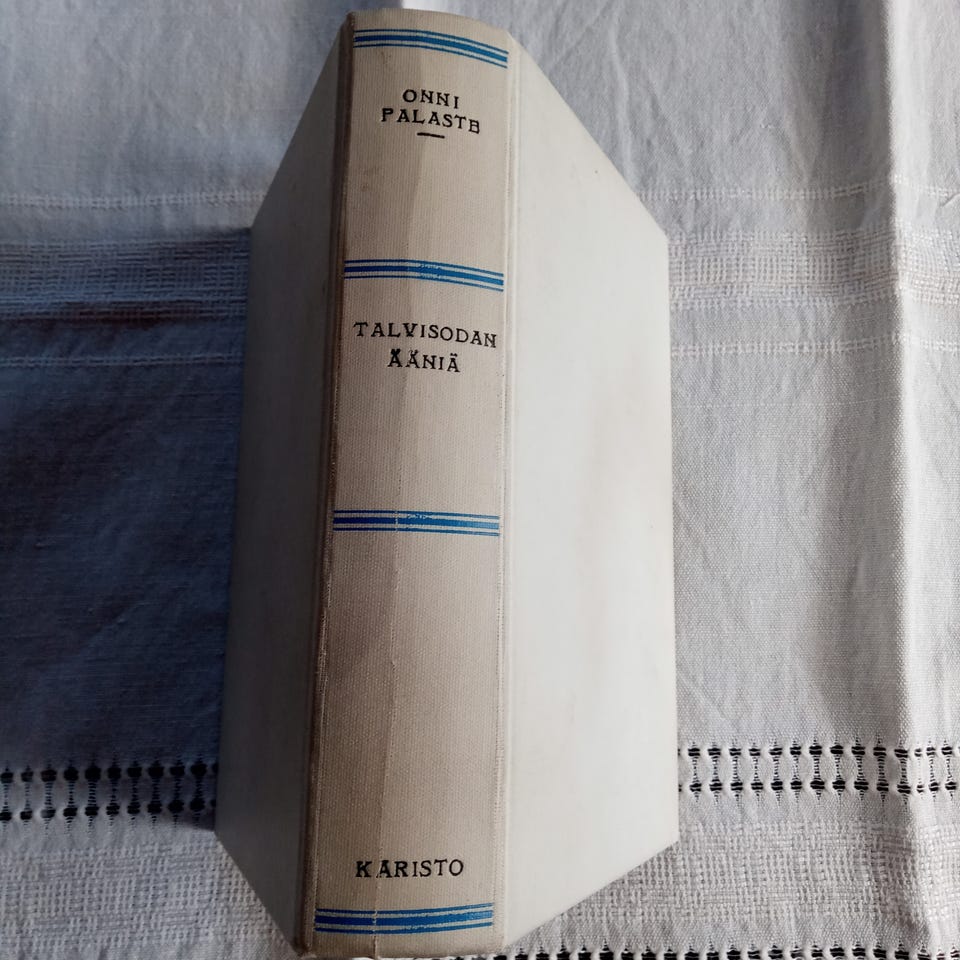 ONNI
PALASTE
TALVISODAN
ÄÄNIÄ
KARISTO